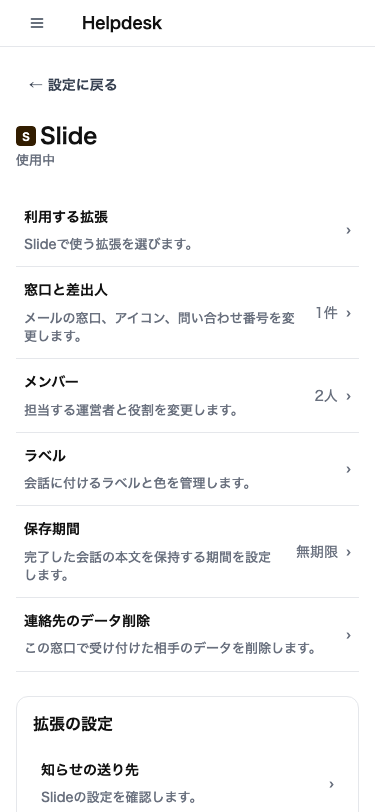 Helpdesk
← 設定に戻る
S Slide
使用中
利用する拡張
Slideで使う拡張を選びます。
窓口と差出人
メールの窓口、アイコン、問い合わせ番号を変
更します。
1件
メンバー
担当する運営者と役割を変更します。
2人
ラベル
会話に付けるラベルと色を管理します。
保存期間
完了した会話の本文を保持する期間を設定
します。
無期限
連絡先のデータ削除
この窓口で受け付けた相手のデータを削除します。
拡張の設定
知らせの送り先
Slideの設定を確認します。